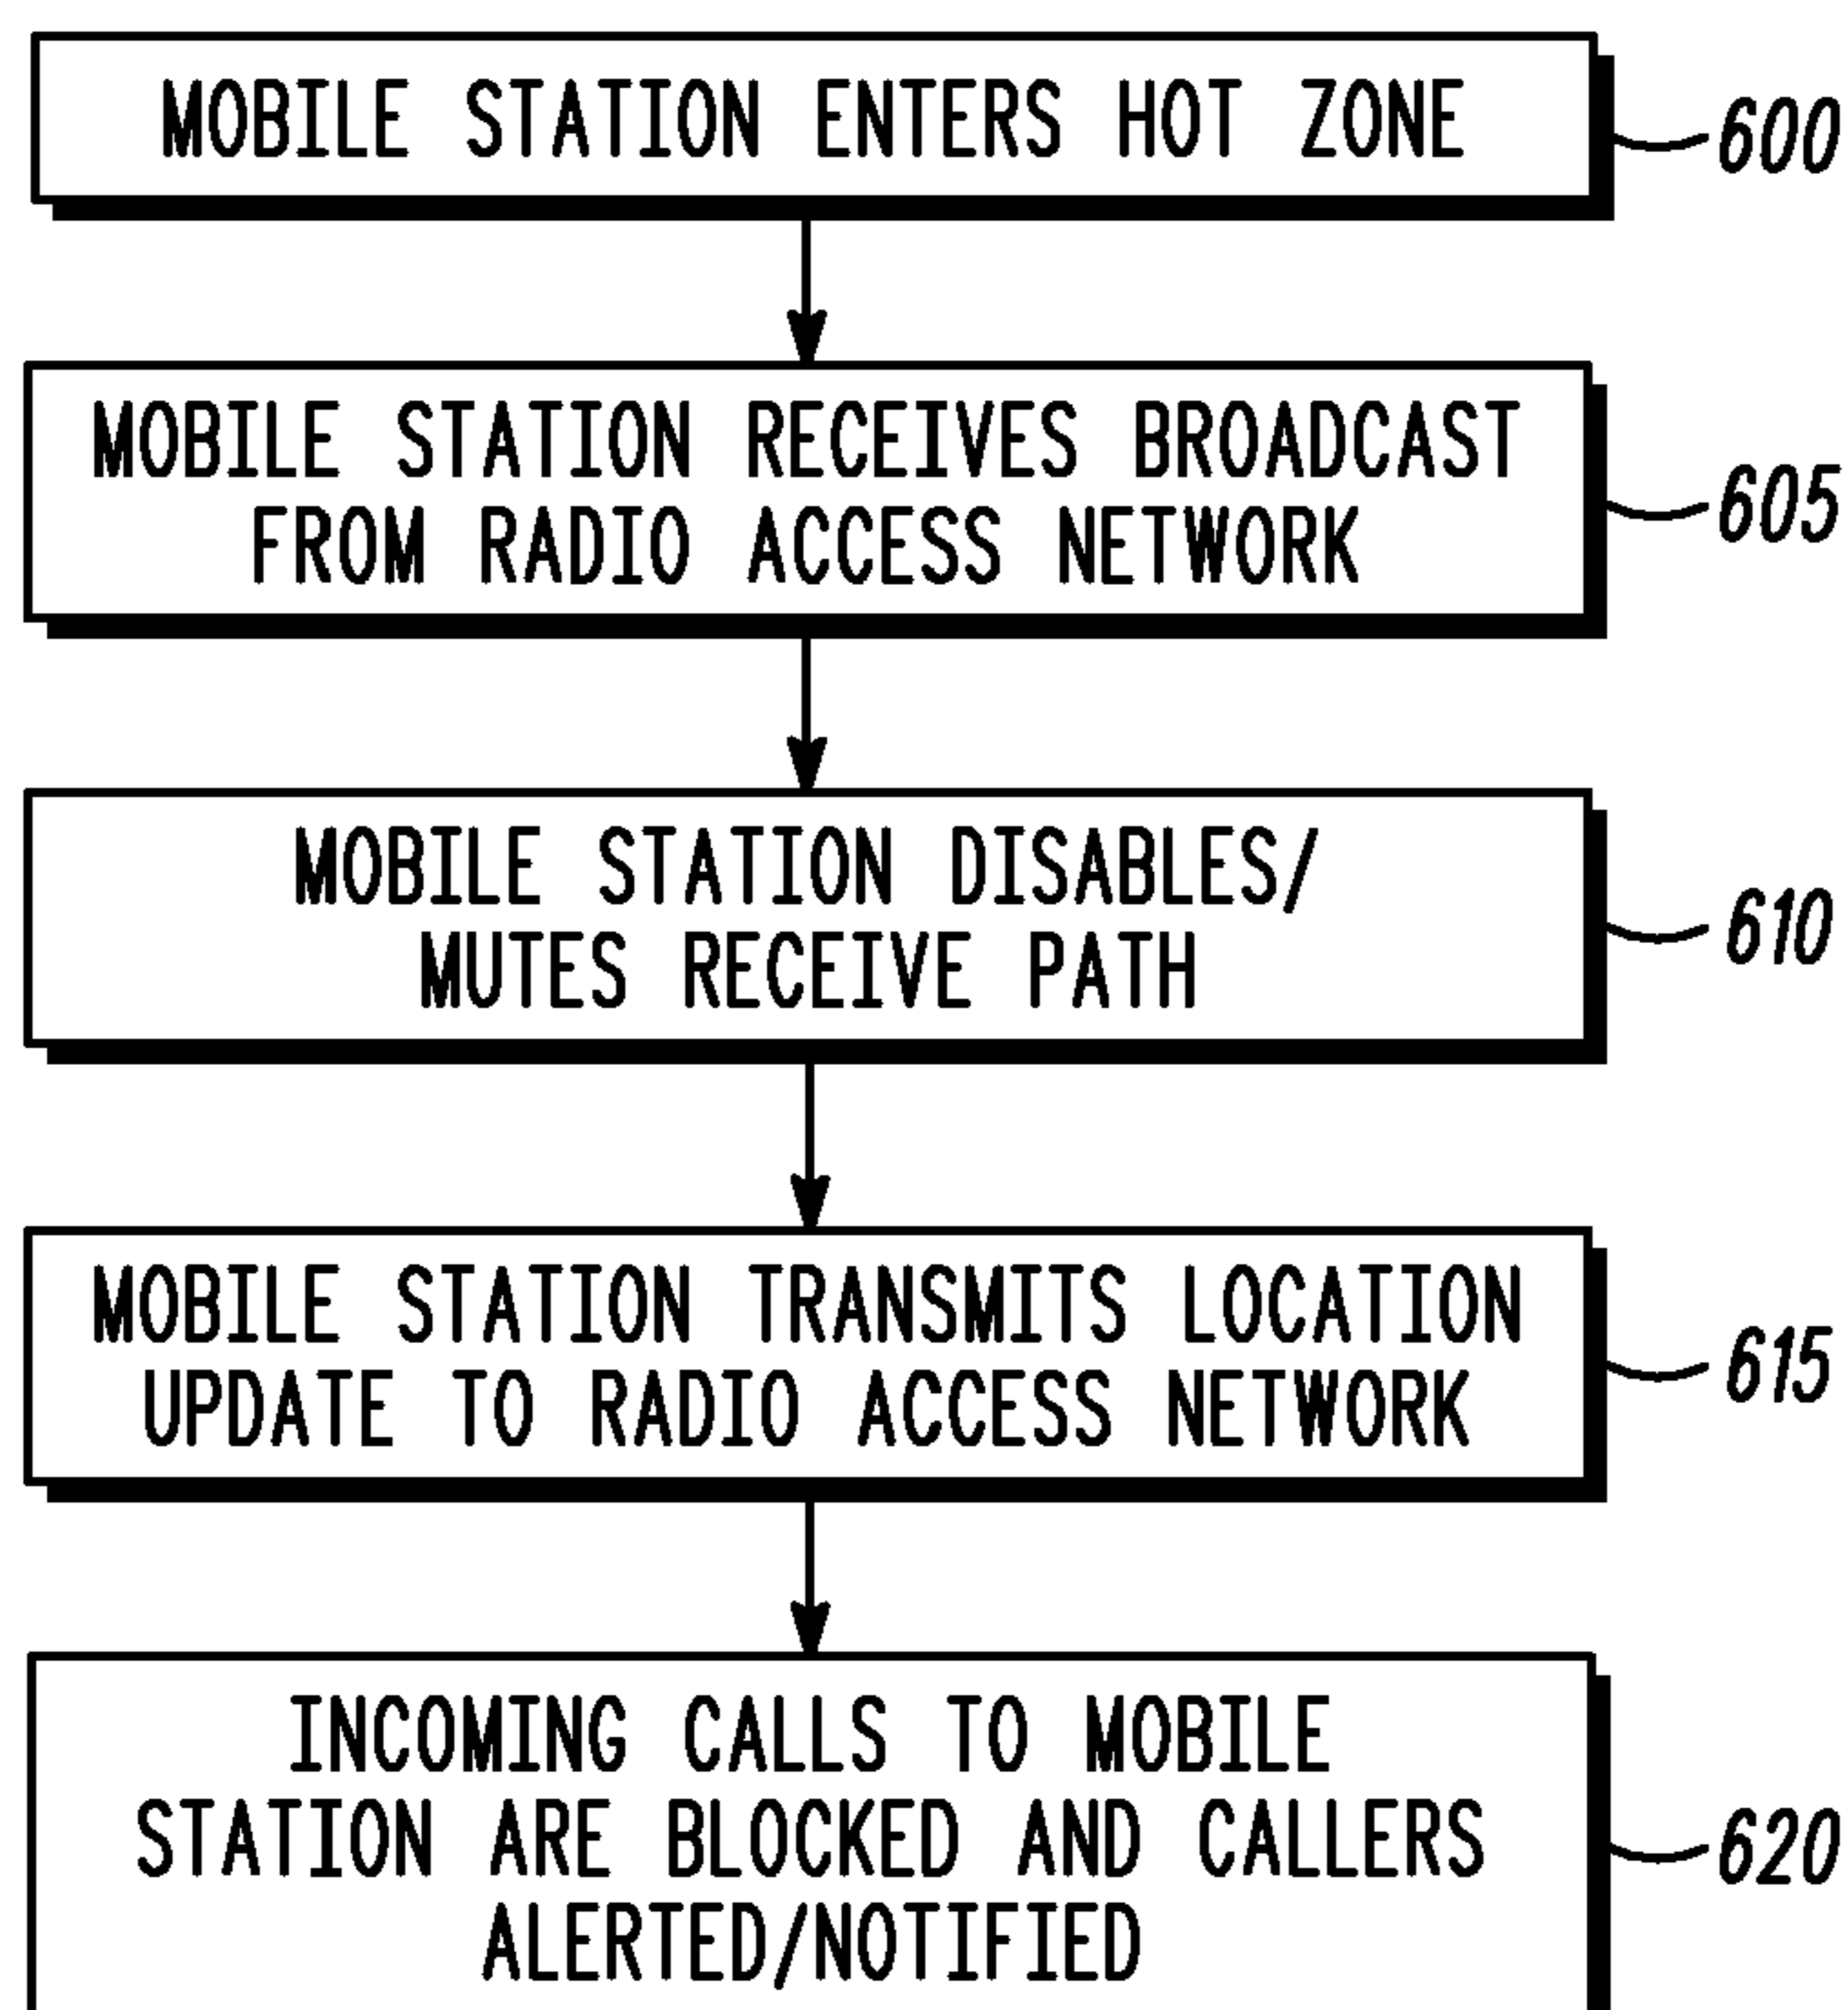 MOBILE STATION ENTERS HOT ZONE
600
MOBILE STATION RECEIVES BROADCAST
FROM RADIO ACCESS NETWORK
605
MOBILE STATION DISABLES/
MUTES RECEIVE PATH
610
MOBILE STATION TRANSMITS LOCATION
UPDATE TO RADIO ACCESS NETWORK
615
INCOMING CALLS TO MOBILE
STATION ARE BLOCKED AND CALLERS
ALERTED/NOTIFIED
620